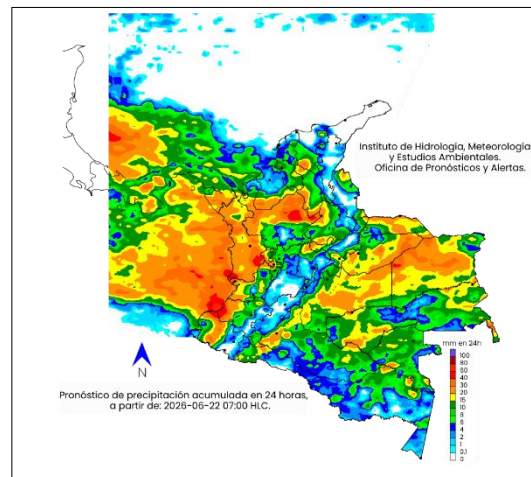 Instituto de Hidrología, Meteorología
y Estudios Ambientales.
Oficina de Pronósticos y Alertas.
N
Pronóstico de precipitación acumulada en 24 horas,
a partir de: 2026-06-22 07:00 HLC.
mm en 24h
100
80
60
40
30
20
15
10
8
6
4
2
1
0.1
0